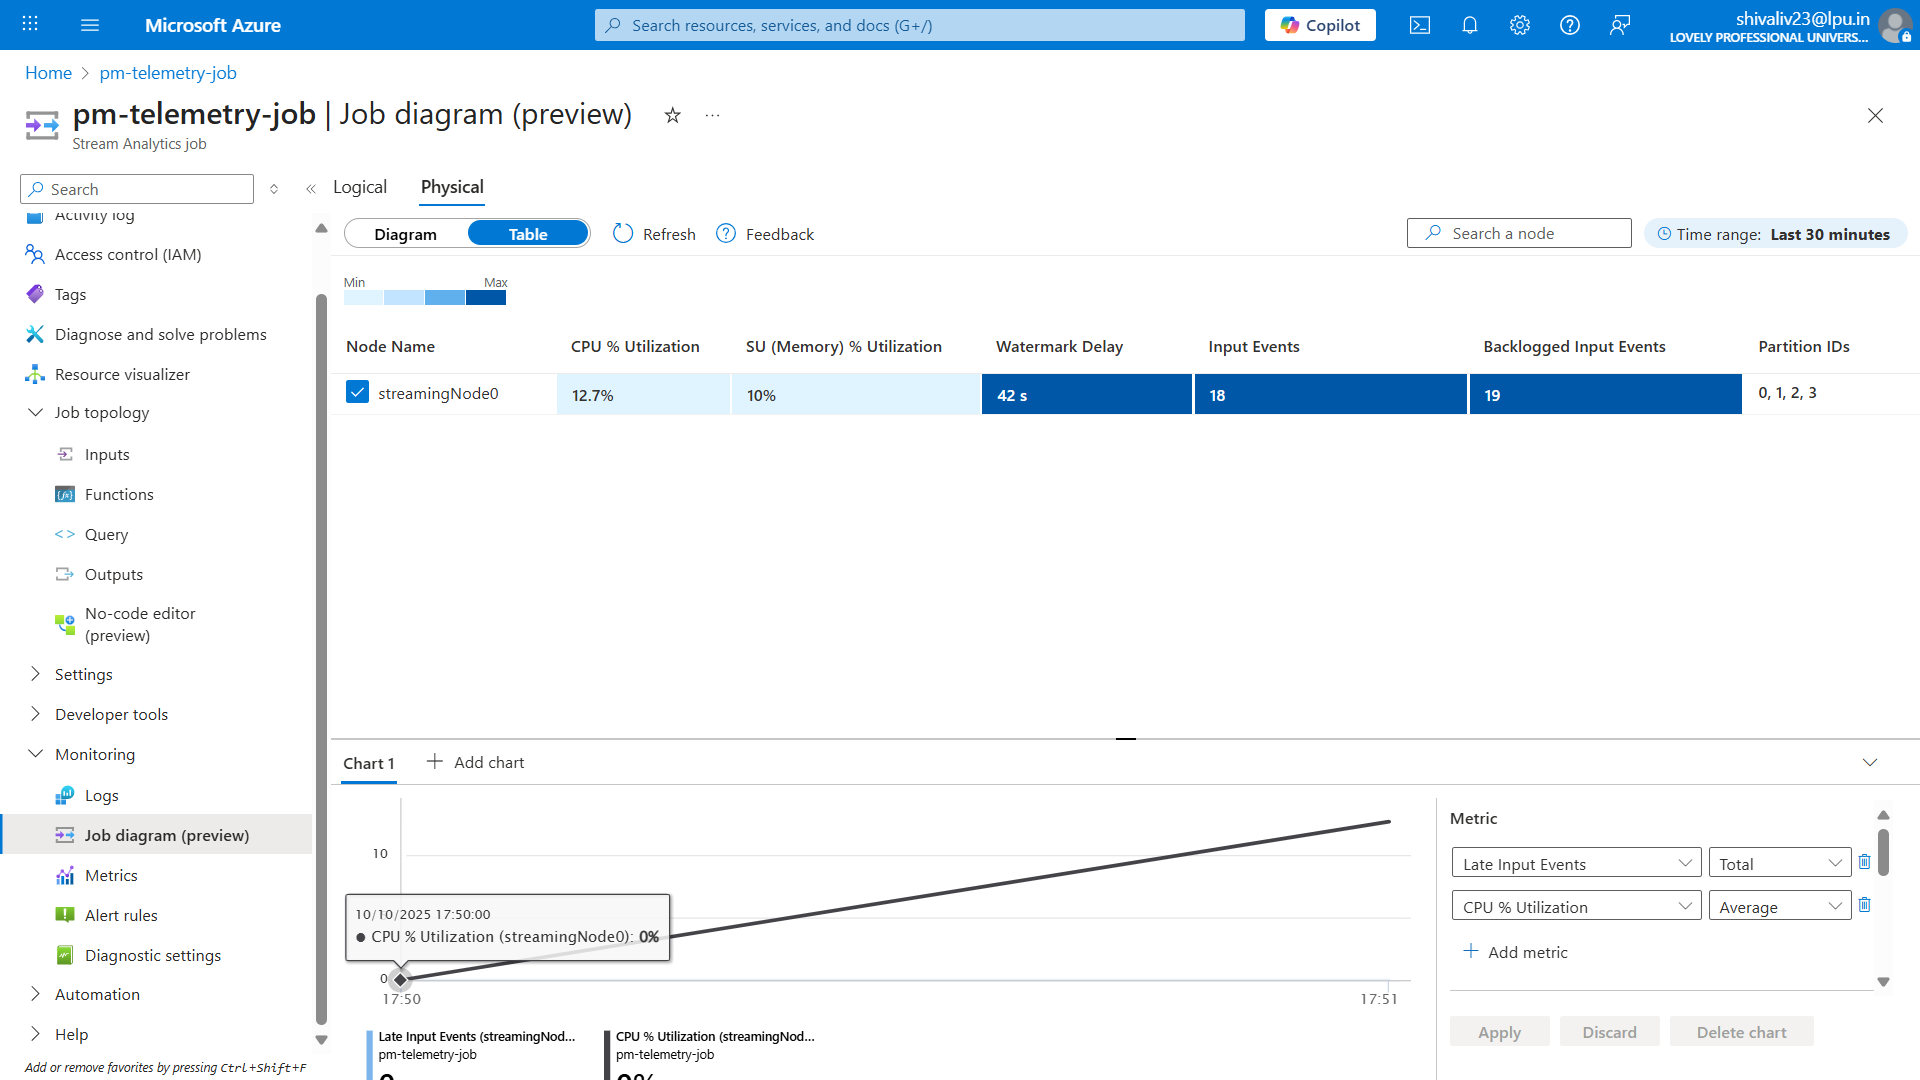 Microsoft Azure
Search resources, services, and docs (G+/)
Copilot
shivaliv23@lpu.in
LOVELY PROFESSIONAL UNIVERS...
Home
pm-telemetry-job
pm-telemetry-job | Job diagram (preview)
...
Stream Analytics job
Search
Logical
Physical
Activity log
Access control (IAM)
Tags
Diagnose and solve problems
Resource visualizer
Job topology
Inputs
Functions
Query
Outputs
No-code editor
(preview)
Settings
Developer tools
Monitoring
Logs
Job diagram (preview)
Metrics
Alert rules
Diagnostic settings
Automation
Help
Add or remove favorites by pressing Ctrl+Shift+F
Diagram
Table
Refresh
Feedback
Search a node
Time range: Last 30 minutes
Min
Max
Node Name
CPU % Utilization
SU (Memory) % Utilization
Watermark Delay
Input Events
Backlogged Input Events
Partition IDs
streamingNode0
12.7%
10%
42 s
18
19
0, 1, 2, 3
Chart 1
Add chart
10
10/10/2025 17:50:00
CPU % Utilization (streamingNode0): 0%
0
17:50
17:51
Late Input Events (streamingNod...
pm-telemetry-job
0
CPU % Utilization (streamingNod...
pm-telemetry-job
0%
Metric
Late Input Events
Total
CPU % Utilization
Average
Add metric
Apply
Discard
Delete chart